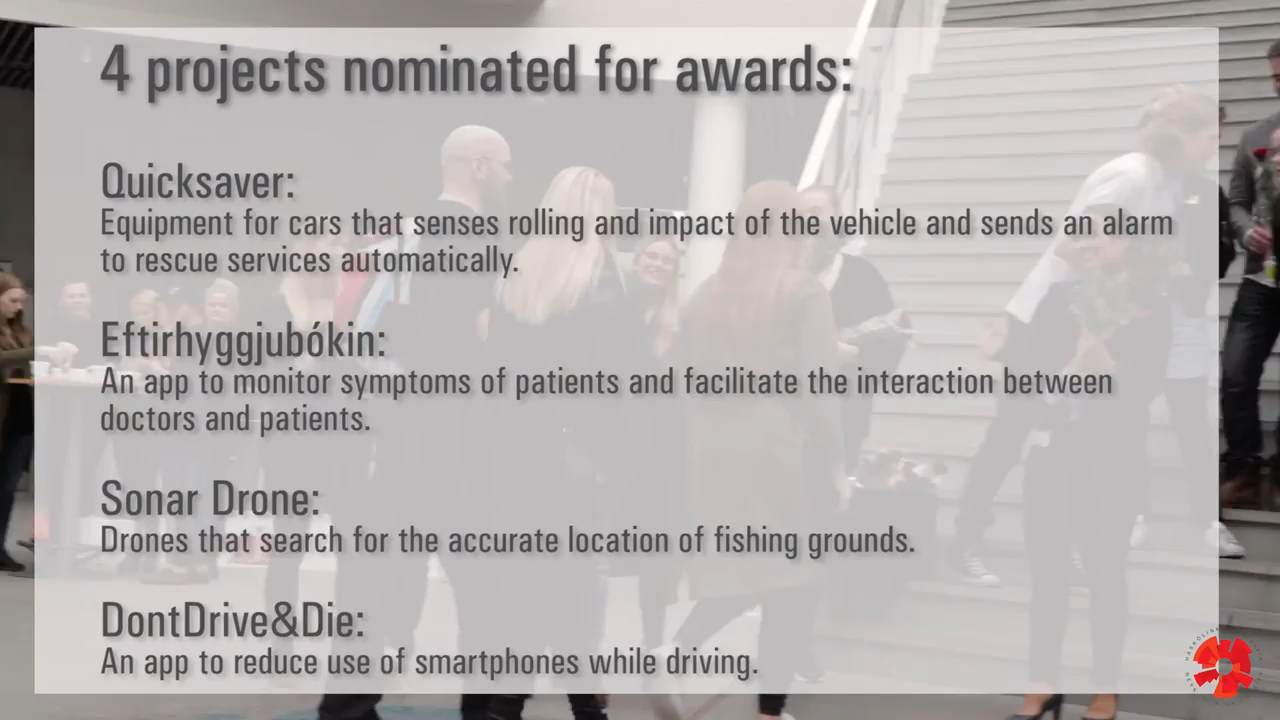 4 projects nominated for awards:
Quicksaver:
Equipment for cars that senses rolling and impact of the vehicle and sends an alarm
to rescue services automatically.
Eftirhyggjubókin:
An app to monitor symptoms of patients and facilitate the interaction between
doctors and patients.
Sonar Drone:
Drones that search for the accurate location of fishing grounds.
DontDrive&Die:
An app to reduce use of smartphones while driving.